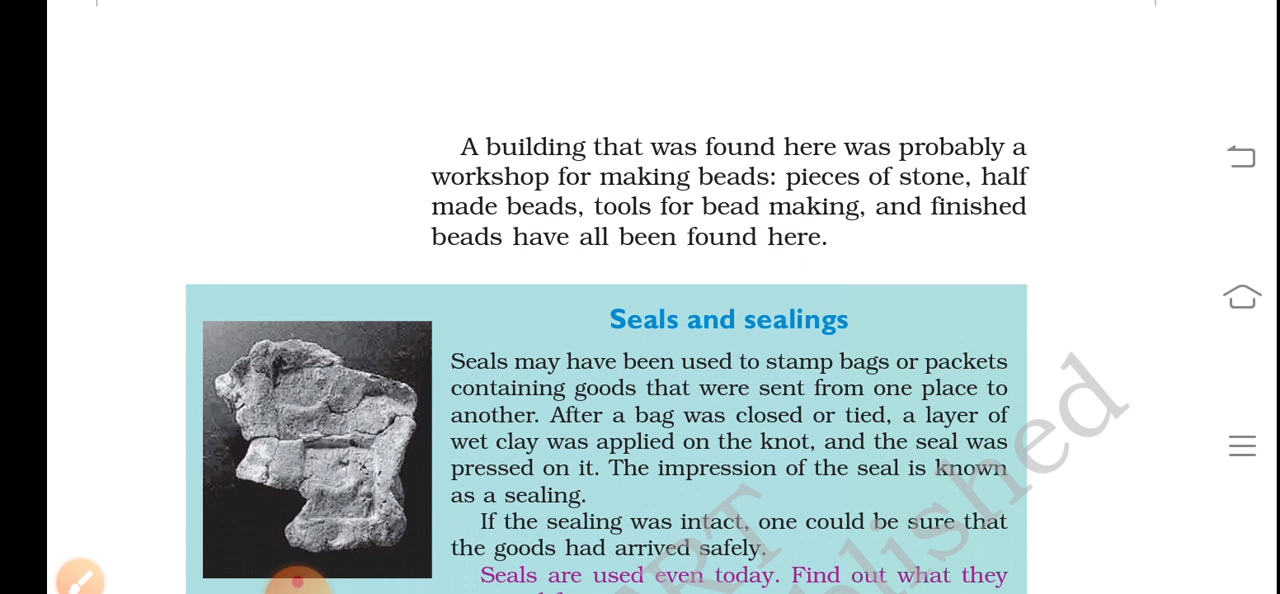 A building that was found here was probably a
workshop for making beads: pieces of stone, half
made beads, tools for bead making, and finished
beads have all been found here.
Seals and sealings
Seals may have been used to stamp bags or packets
containing goods that were sent from one place to
another. After a bag was closed or tied, a layer of
wet clay was applied on the knot, and the seal was
pressed on it. The impression of the seal is known
as a sealing.
If the sealing was intact, one could be sure that
the goods had arrived safely.
Seals are used even today. Find out what they